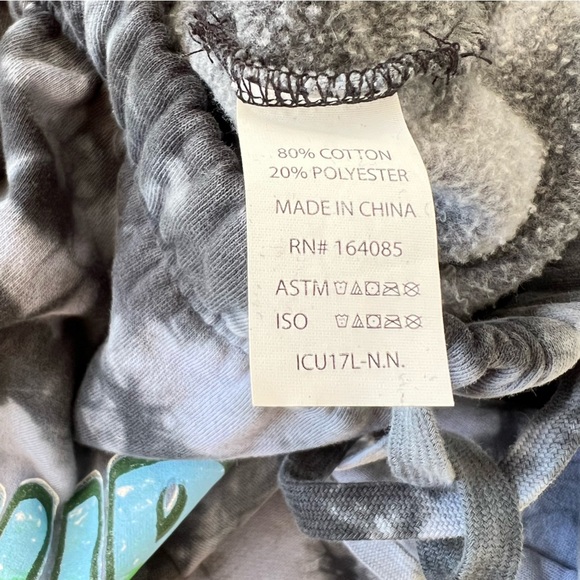 80% COTTON
20% POLYESTER
MADE IN CHINA
RN# 164085
ASTM
ISO
ICU17L-N.N.